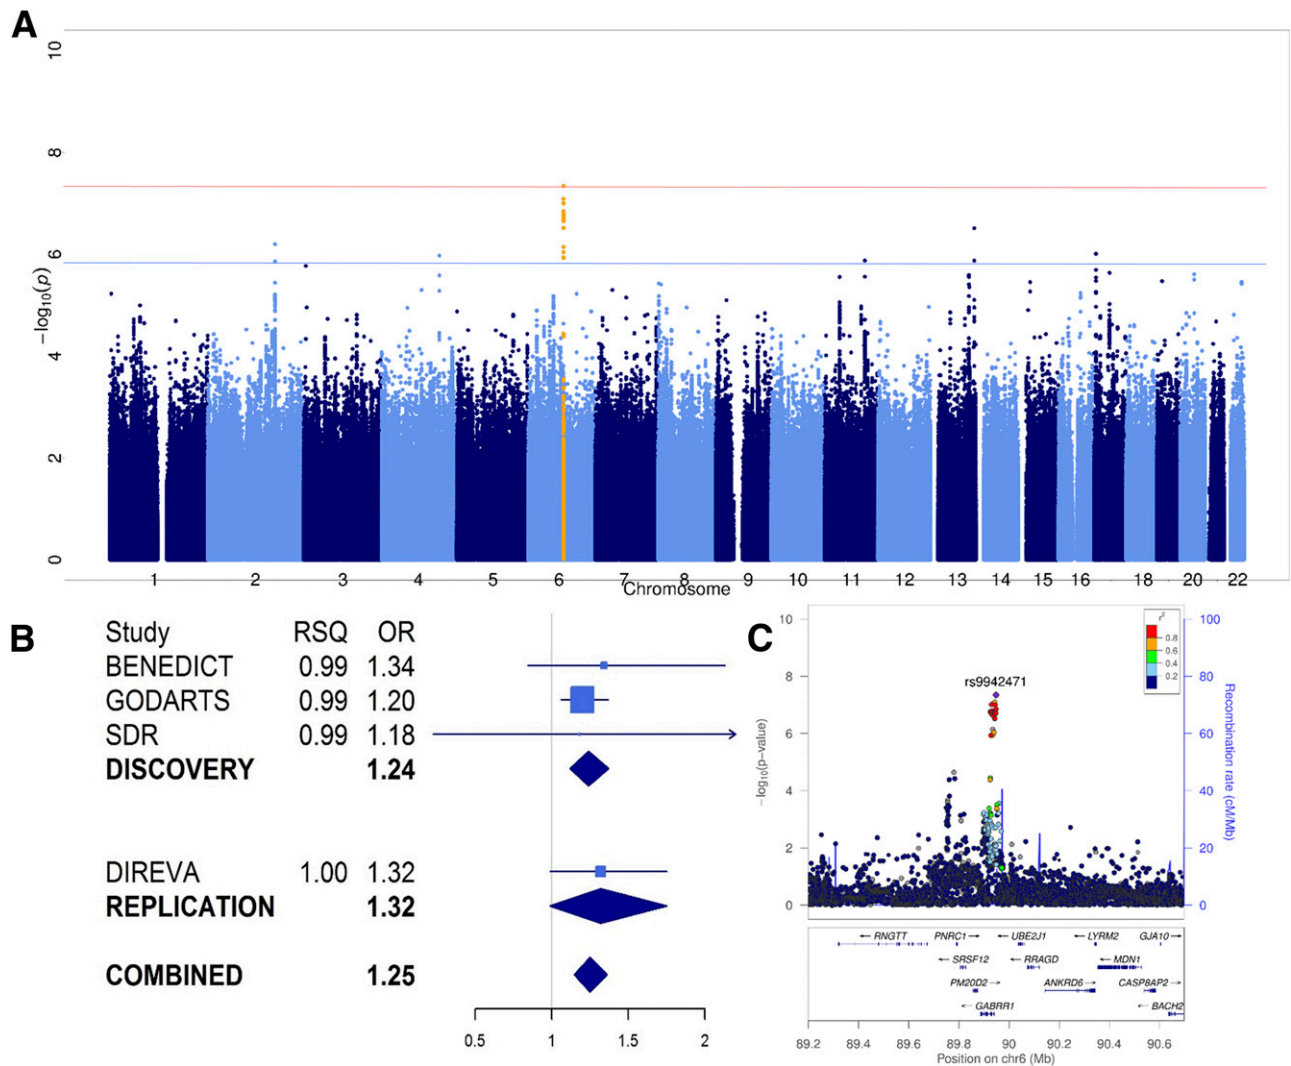 A
10
8
6
4
2
0
−log10(p)
1 2 3 4 5 6 7 8 9 10 11 12 13 14 15 16 18 20 22
Chromosome
B
Study RSQ OR
BENEDICT 0.99 1.34
GODARTS 0.99 1.20
SDR 0.99 1.18
DISCOVERY 1.24
DIREVA 1.00 1.32
REPLICATION 1.32
COMBINED 1.25
0.5 1 1.5 2
C
10
8
6
4
2
0
−log10(p−value)
rs9942471
r2
0.8
0.6
0.4
0.2
100
80
60
40
20
0
Recombination rate (cM/Mb)
← RNGTT PNRC1 → ← UBE2J1 ← LYRM2 GJA10 →
← SRSF12 ← RRAGD ← MDN1
PM20D2 → ANKRD6 → CASP8AP2 →
← GABRR1 ← BACH2
89.2 89.4 89.6 89.8 90 90.2 90.4 90.6
Position on chr6 (Mb)